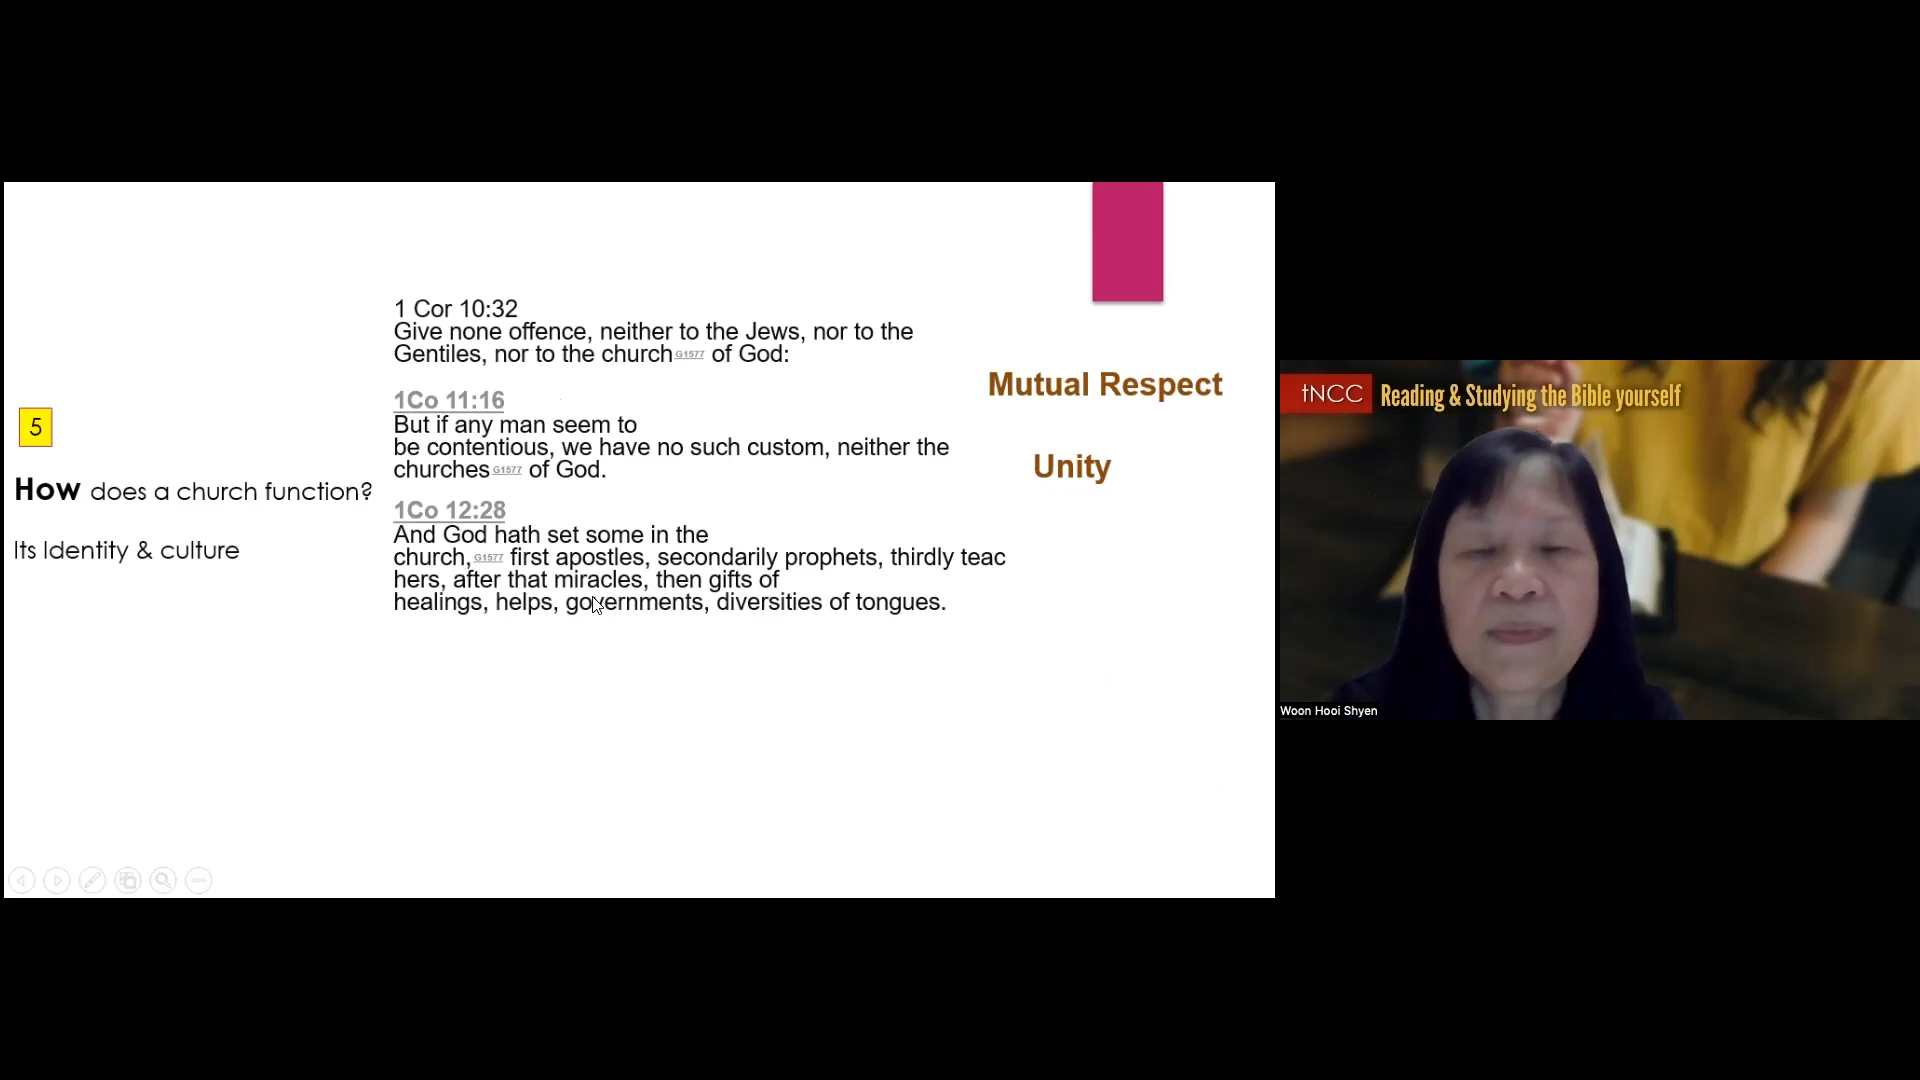 1 Cor 10:32
Give none offence, neither to the Jews, nor to the
Gentiles, nor to the church G1577 of God:
1Co 11:16
But if any man seem to
be contentious, we have no such custom, neither the
churches G1577 of God.
1Co 12:28
And God hath set some in the
church, G1577 first apostles, secondarily prophets, thirdly teac
hers, after that miracles, then gifts of
healings, helps, governments, diversities of tongues.
5
How does a church function?
Its Identity & culture
Mutual Respect
Unity
tNCC Reading & Studying the Bible yourself
Woon Hooi Shyen